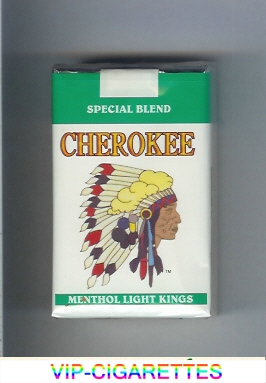 SPECIAL BLEND
CHEROKEE
TM
MENTHOL LIGHT KINGS
VIP-CIGARETTES